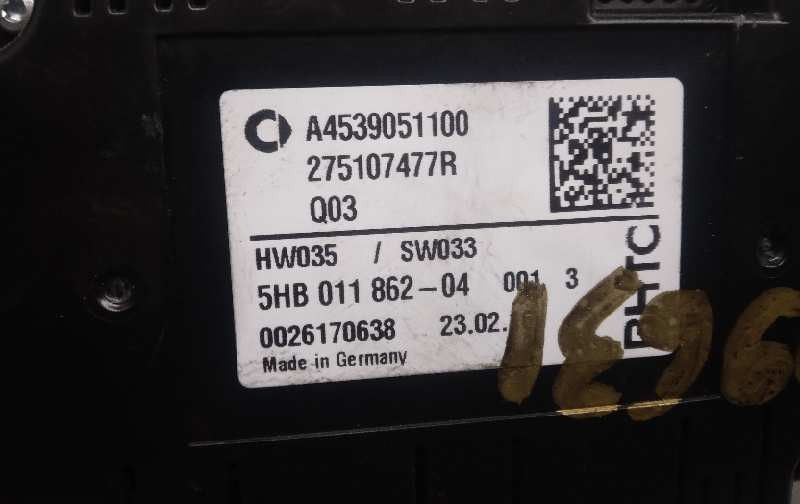 A4539051100
275107477R
Q03
HW035 / SW033
5HB 011 862-04 001 3
0026170638 23.02.
Made in Germany
BHTC